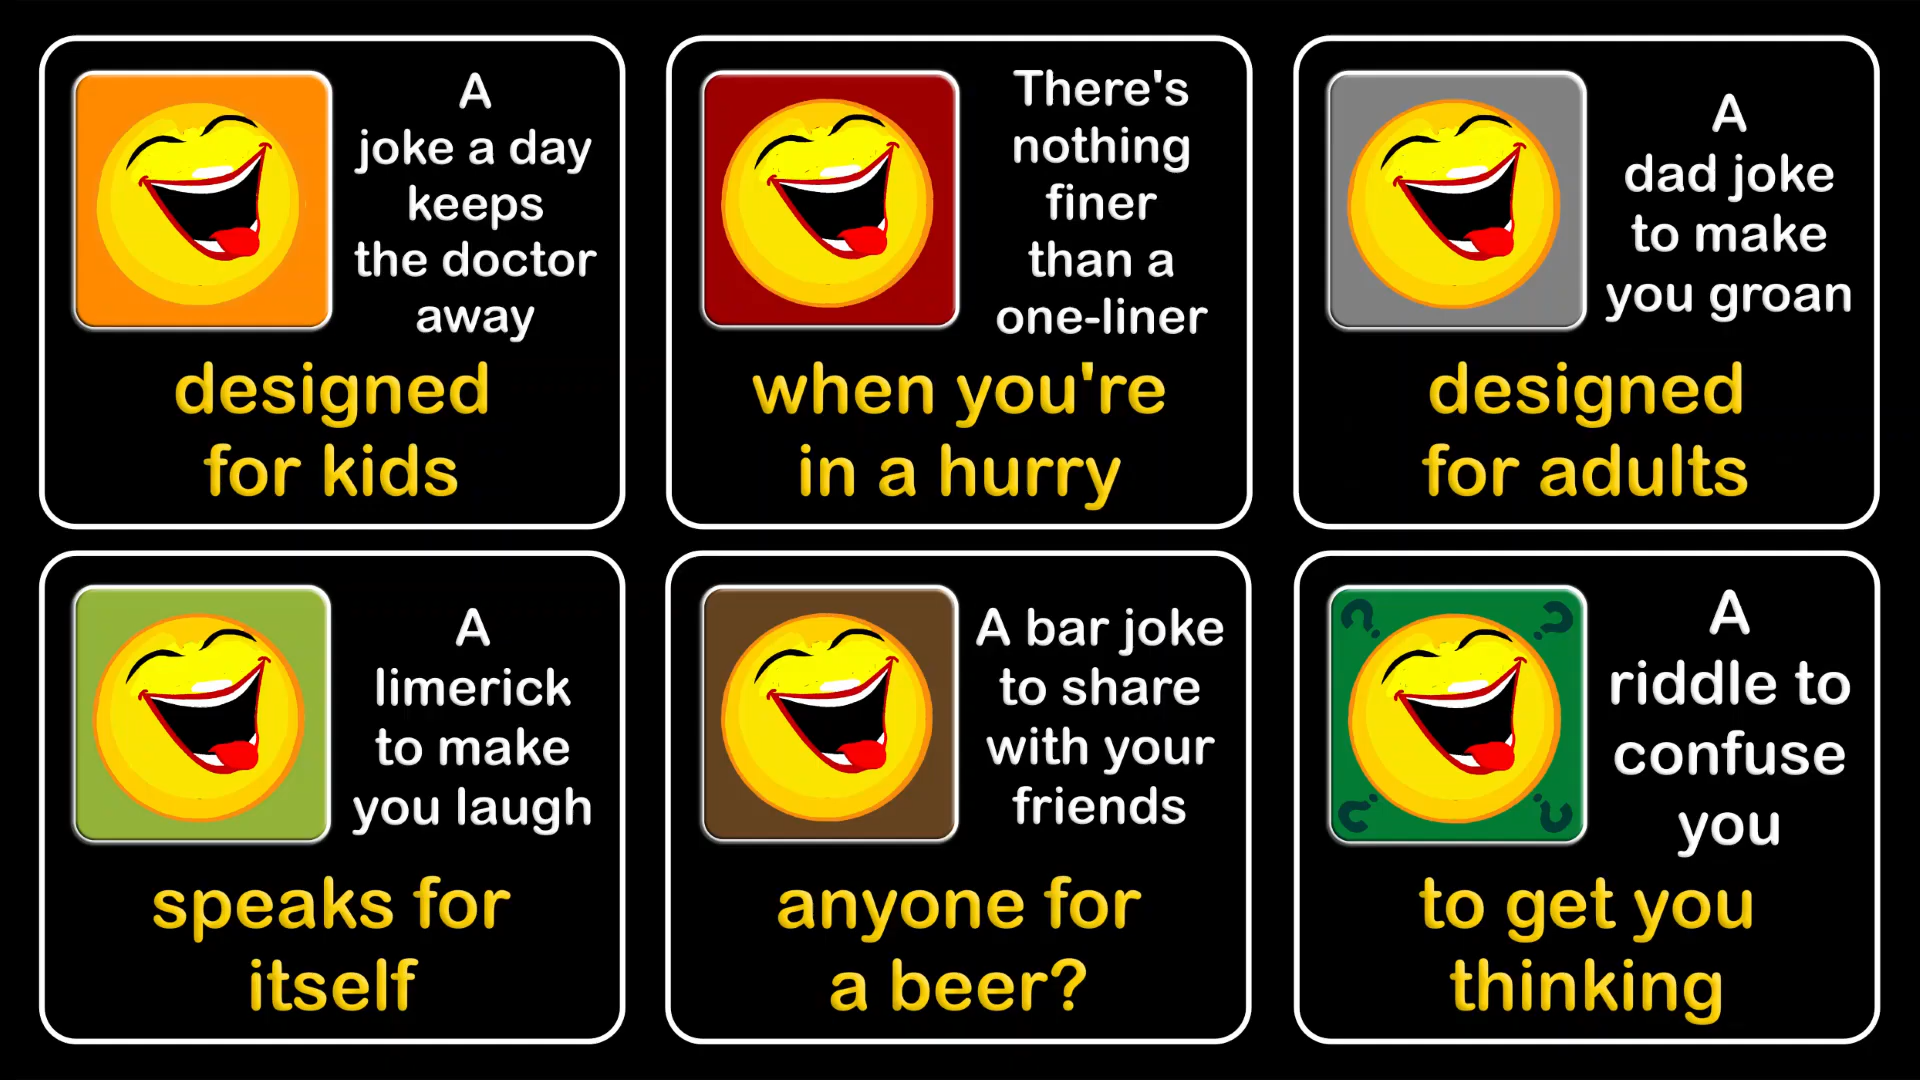 A
joke a day
keeps
the doctor
away
designed
for kids
There's
nothing
finer
than a
one-liner
when you're
in a hurry
A
dad joke
to make
you groan
designed
for adults
A
limerick
to make
you laugh
speaks for
itself
A bar joke
to share
with your
friends
anyone for
a beer?
? ?
A
riddle to
confuse
you
? ?
to get you
thinking